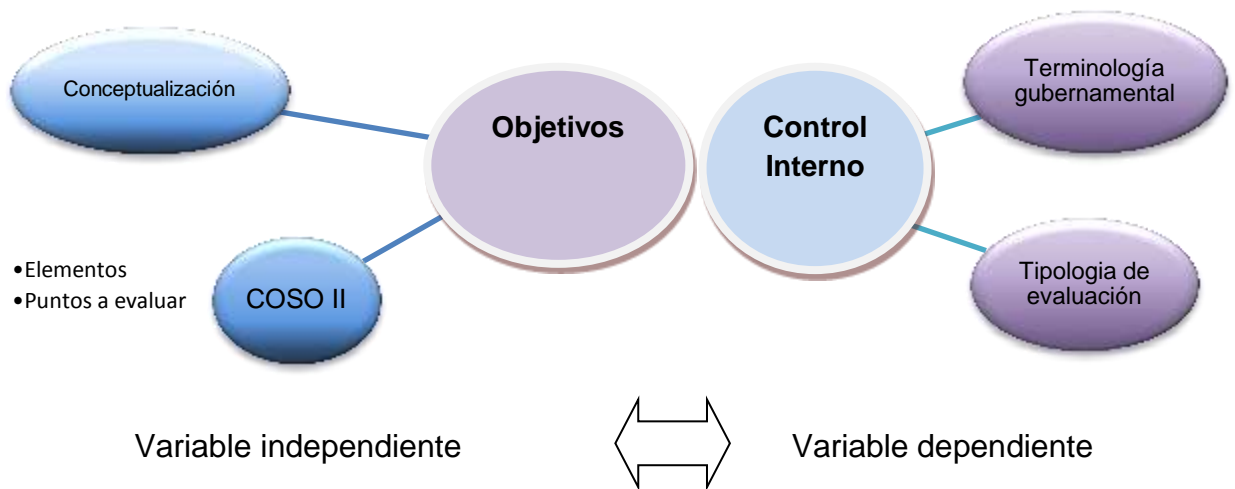 Conceptualización
Objetivos
Control
Interno
Terminología
gubernamental
•Elementos
•Puntos a evaluar
COSO II
Tipologia de
evaluación
Variable independiente
Variable dependiente